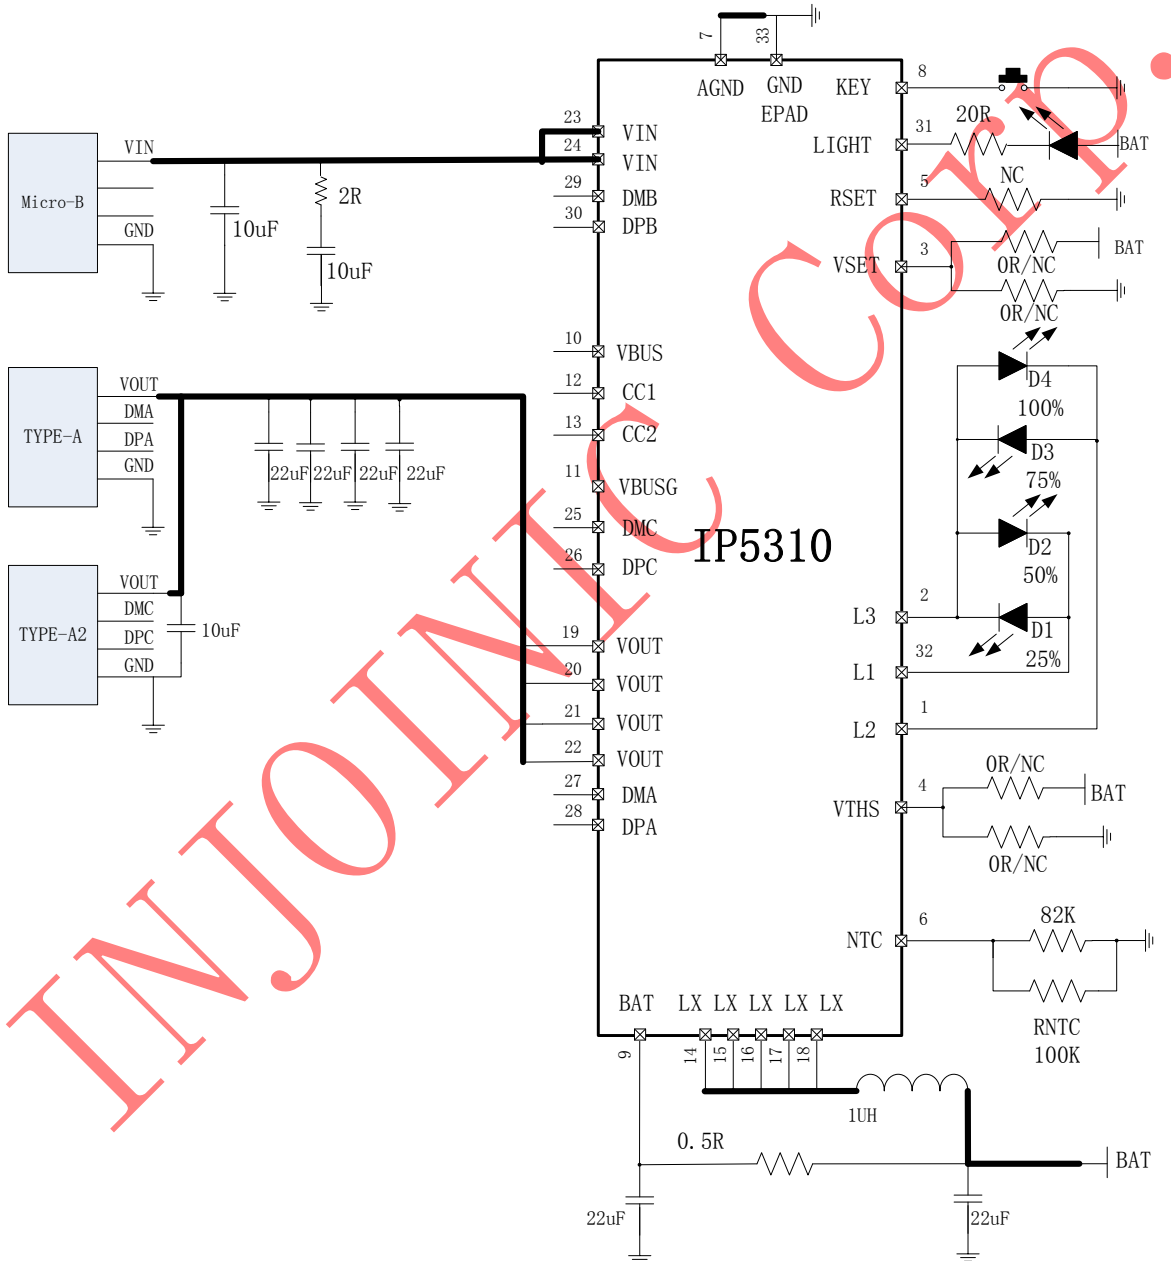 7
33
AGND
GND
EPAD
Micro-B
VIN
GND
10uF
2R
10uF
23
VIN
24
VIN
29
DMB
30
DPB
10
VBUS
12
CC1
13
CC2
11
VBUSG
25
DMC
26
DPC
19
VOUT
20
VOUT
21
VOUT
22
VOUT
27
DMA
28
DPA
TYPE-A
VOUT
DMA
DPA
GND
22uF
22uF
22uF
22uF
TYPE-A2
VOUT
DMC
DPC
GND
10uF
IP5310
KEY
8
LIGHT
31
20R
BAT
RSET
5
NC
VSET
3
0R/NC
BAT
0R/NC
D4
100%
D3
75%
D2
50%
D1
25%
L3
2
L1
32
L2
1
VTHS
4
0R/NC
BAT
0R/NC
NTC
6
82K
RNTC
100K
BAT
LX
LX
LX
LX
LX
9
14
15
16
17
18
1UH
0.5R
BAT
22uF
22uF
INJOINIC Corp.